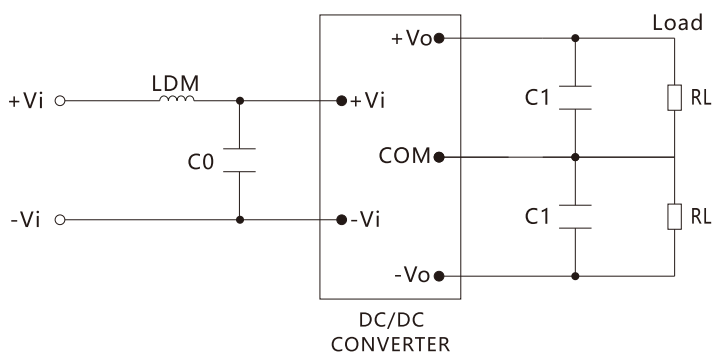 Load
+Vo
LDM
+Vi
+Vi
C1
RL
C0
COM
-Vi
-Vi
C1
RL
-Vo
DC/DC
CONVERTER